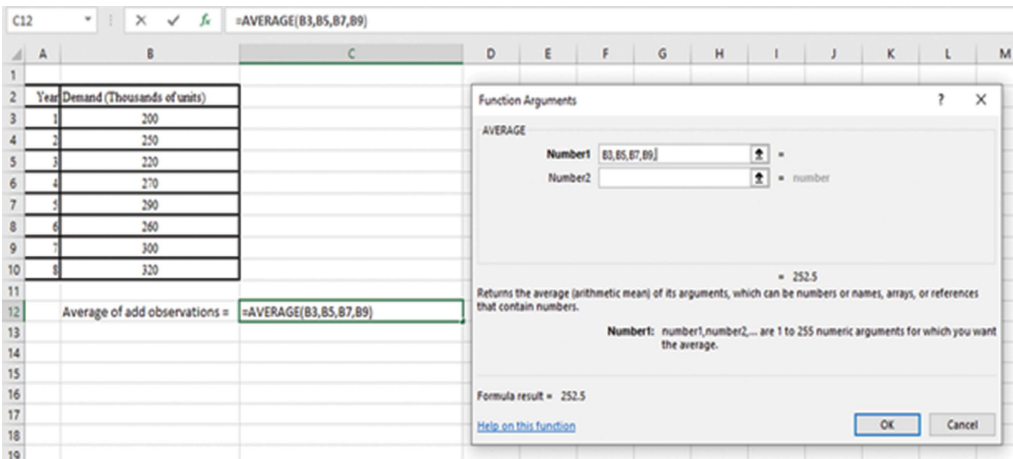 C12 fx =AVERAGE(B3,B5,B7,B9)
A B C D E F G H I J K L M
1
2 Year Demand (Thousands of units)
3 1 200
4 2 250
5 3 220
6 4 270
7 5 290
8 6 260
9 7 300
10 8 320
11
12 Average of add observations = =AVERAGE(B3,B5,B7,B9)
13
14
15
16
17
18
19
Function Arguments ? X
AVERAGE
Number1 B3,B5,B7,B9, =
Number2 = number
= 252.5
Returns the average (arithmetic mean) of its arguments, which can be numbers or names, arrays, or references
that contain numbers.
Number1: number1,number2,... are 1 to 255 numeric arguments for which you want
the average.
Formula result = 252.5
Help on this function OK Cancel